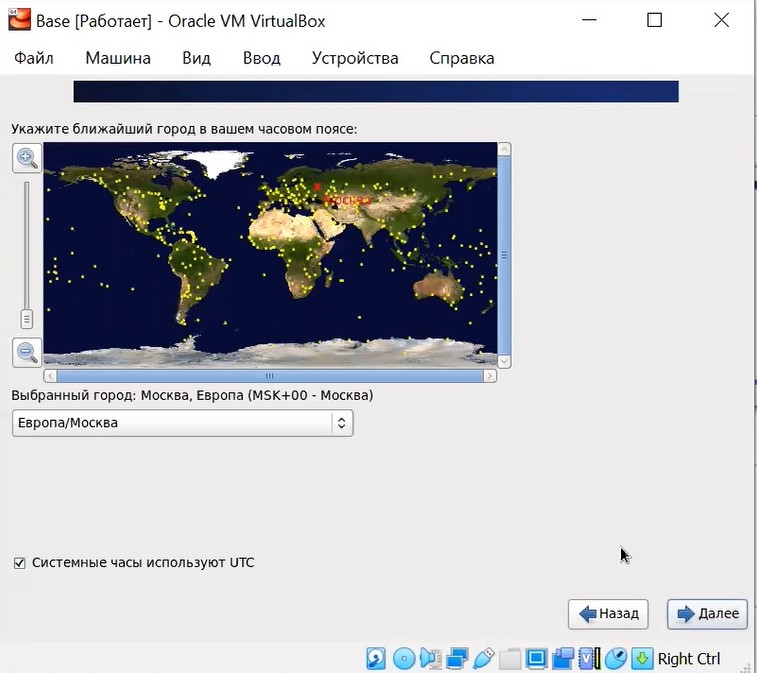 Base [Работает] - Oracle VM VirtualBox
Файл Машина Вид Ввод Устройства Справка
Укажите ближайший город в вашем часовом поясе:
Москва
Выбранный город: Москва, Европа (MSK+00 - Москва)
Европа/Москва
Системные часы используют UTC
Назад Далее
Right Ctrl